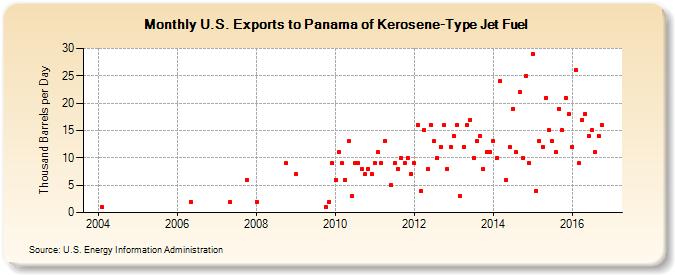 Monthly U.S. Exports to Panama of Kerosene-Type Jet Fuel
Thousand Barrels per Day
30
25
20
15
10
5
0
2004 2006 2008 2010 2012 2014 2016
Source: U.S. Energy Information Administration